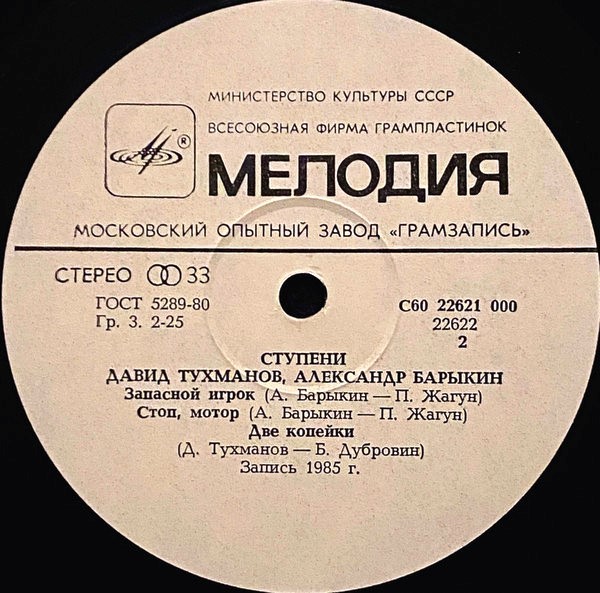 МИНИСТЕРСТВО КУЛЬТУРЫ СССР
ВСЕСОЮЗНАЯ ФИРМА ГРАМПЛАСТИНОК
®
МЕЛОДИЯ
МОСКОВСКИЙ ОПЫТНЫЙ ЗАВОД «ГРАМЗАПИСЬ»
СТЕРЕО 33
ГОСТ 5289-80
Гр. 3. 2-25
С60 22621 000
22622
2
СТУПЕНИ
ДАВИД ТУХМАНОВ, АЛЕКСАНДР БАРЫКИН
Запасной игрок (А. Барыкин — П. Жагун)
Стоп, мотор (А. Барыкин — П. Жагун)
Две копейки
(Д. Тухманов — Б. Дубровин)
Запись 1985 г.